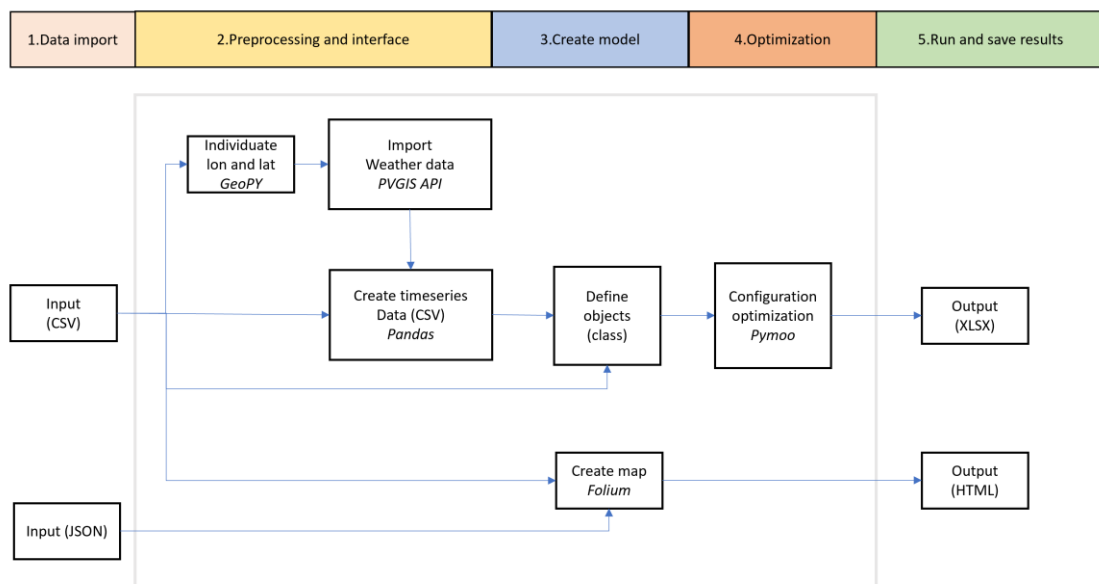 1.Data import
2.Preprocessing and interface
3.Create model
4.Optimization
5.Run and save results
Individuate
lon and lat
GeoPY
Import
Weather data
PVGIS API
Input
(CSV)
Create timeseries
Data (CSV)
Pandas
Define
objects
(class)
Configuration
optimization
Pymoo
Output
(XLSX)
Create map
Folium
Output
(HTML)
Input (JSON)